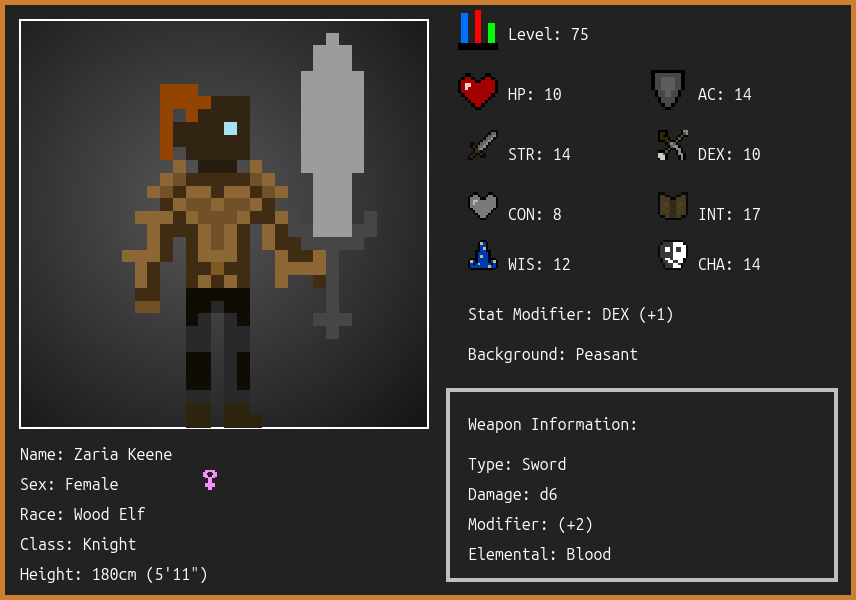 Level: 75
HP: 10
AC: 14
STR: 14
DEX: 10
CON: 8
INT: 17
WIS: 12
CHA: 14
Stat Modifier: DEX (+1)
Background: Peasant
Weapon Information:
Type: Sword
Damage: d6
Modifier: (+2)
Elemental: Blood
Name: Zaria Keene
Sex: Female
Race: Wood Elf
Class: Knight
Height: 180cm (5'11")